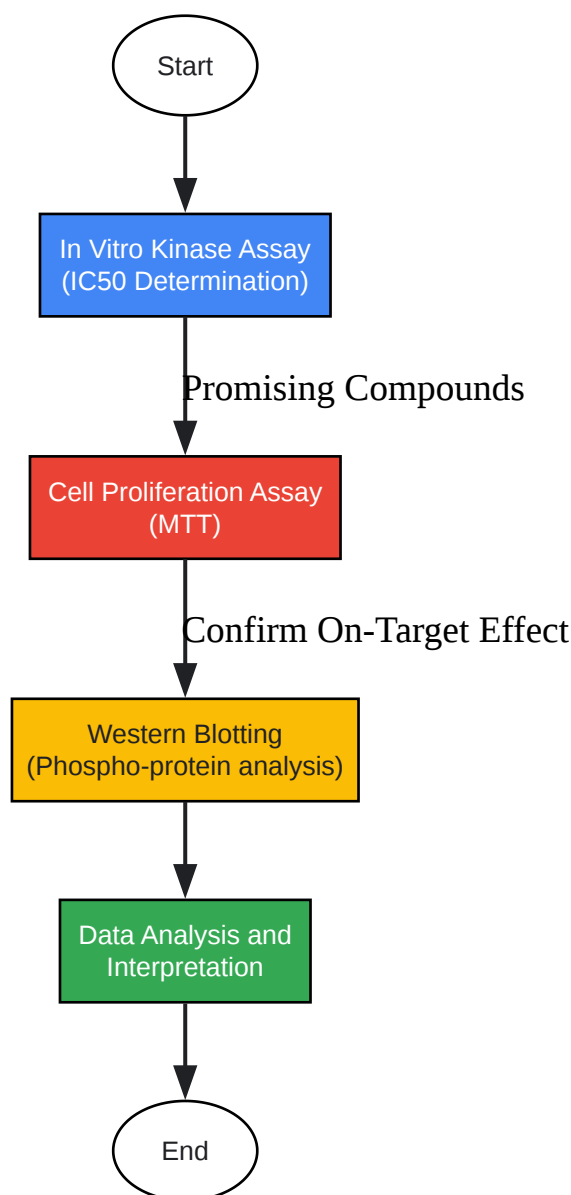 Start
In Vitro Kinase Assay
(IC50 Determination)
Promising Compounds
Cell Proliferation Assay
(MTT)
Confirm On-Target Effect
Western Blotting
(Phospho-protein analysis)
Data Analysis and
Interpretation
End